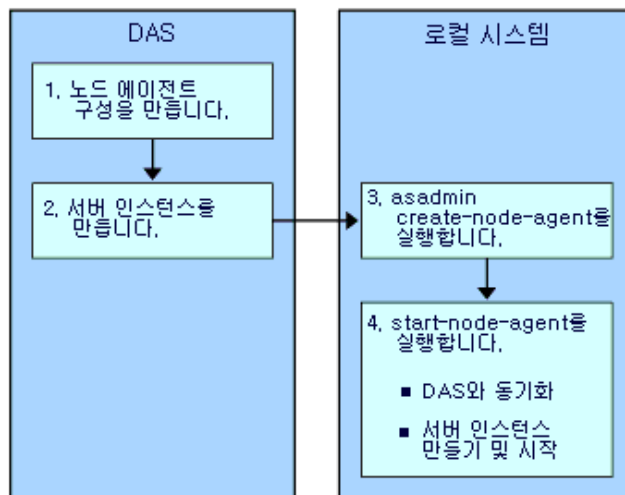 DAS
1. 노드 에이전트
구성을 만듭니다.
2. 서버 인스턴스를
만듭니다.
로컬 시스템
3. asadmin
create-node-agent를
실행합니다.
4. start-node-agent를
실행합니다.
■ DAS와 동기화
■ 서버 인스턴스
만들기 및 시작